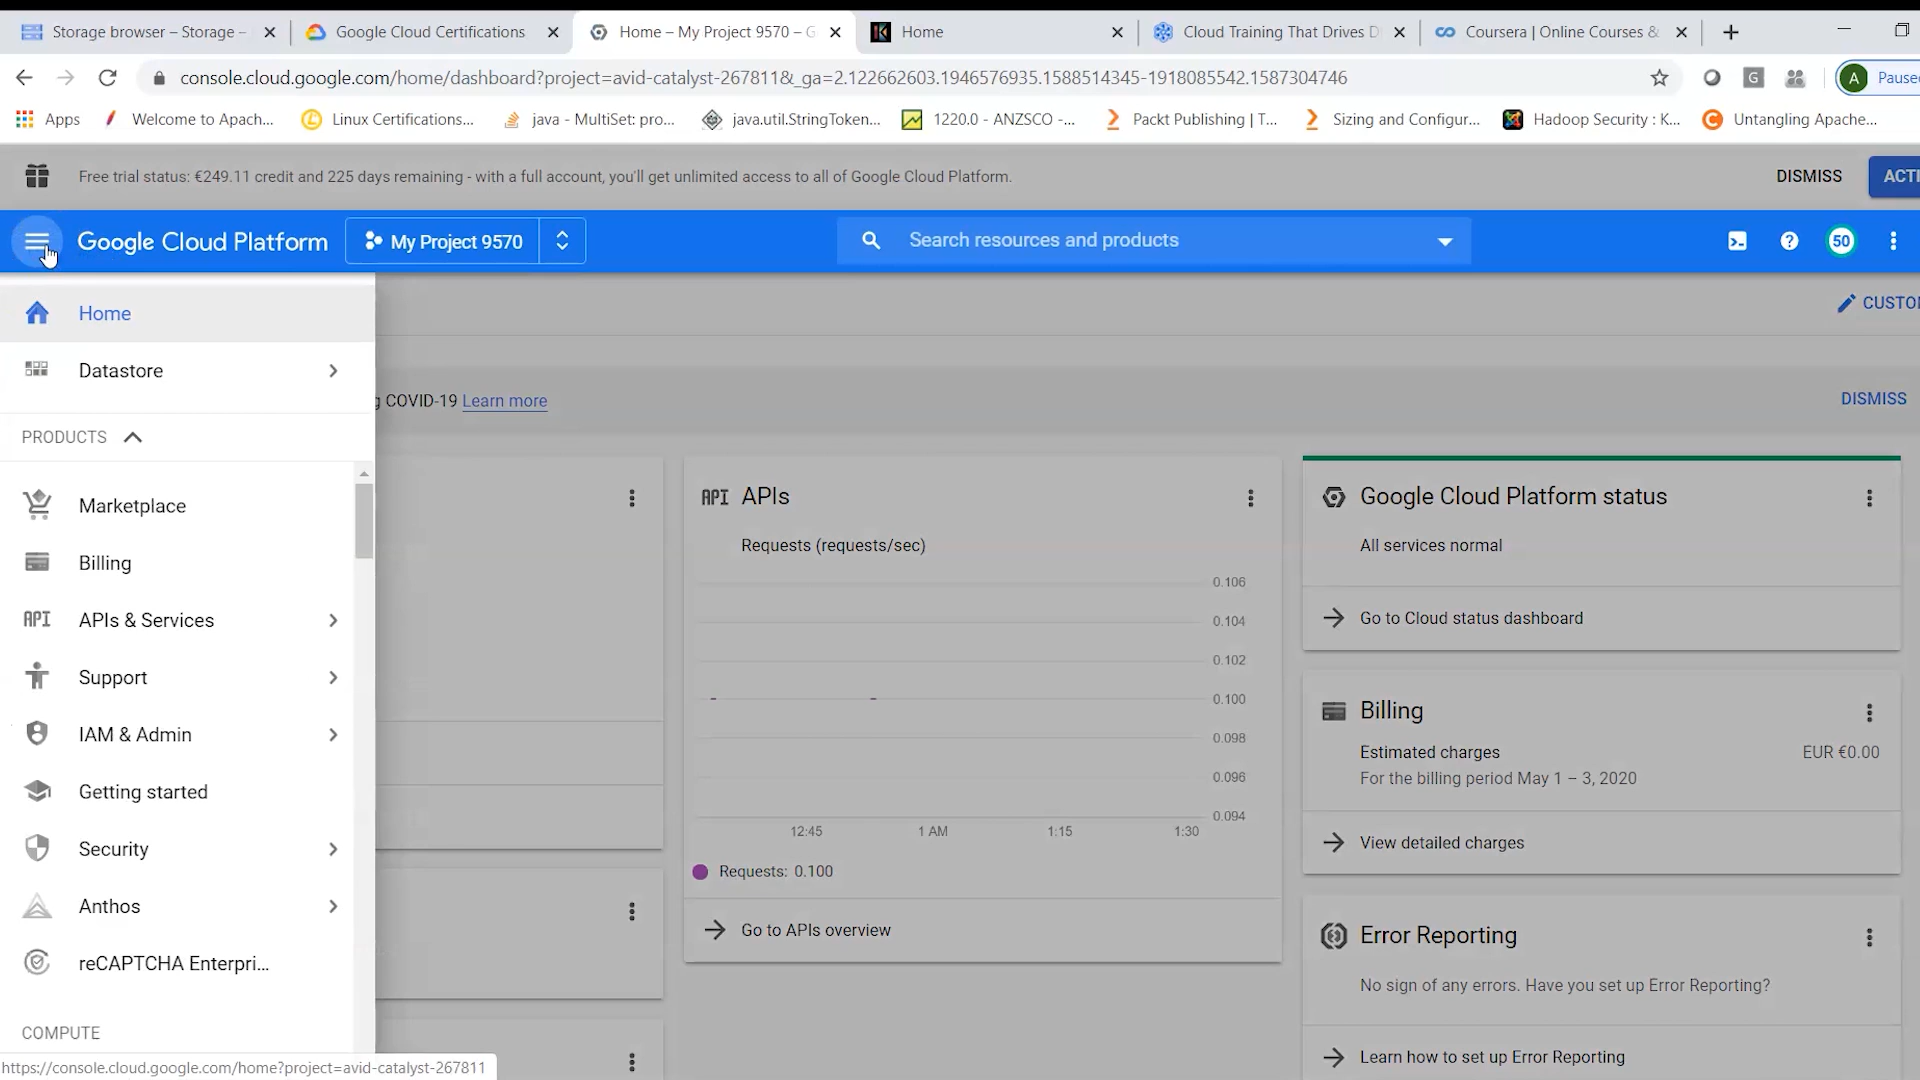 Storage browser – Storage –
Google Cloud Certifications
Home – My Project 9570 – G
Home
Cloud Training That Drives D
Coursera | Online Courses &
console.cloud.google.com/home/dashboard?project=avid-catalyst-267811&_ga=2.122662603.1946576935.1588514345-1918085542.1587304746
G
A
Paused
Apps
Welcome to Apach...
Linux Certifications...
java - MultiSet: pro...
java.util.StringToken...
1220.0 - ANZSCO -...
Packt Publishing | T...
Sizing and Configur...
Hadoop Security : K...
Untangling Apache...
Free trial status: €249.11 credit and 225 days remaining - with a full account, you'll get unlimited access to all of Google Cloud Platform.
DISMISS
ACTI
Google Cloud Platform
My Project 9570
Search resources and products
50
Home
CUSTO
Datastore
g COVID-19 Learn more
DISMISS
PRODUCTS
Marketplace
Billing
API APIs & Services
Support
IAM & Admin
Getting started
Security
Anthos
reCAPTCHA Enterpri...
COMPUTE
API APIs
Requests (requests/sec)
0.106
0.104
0.102
0.100
0.098
0.096
0.094
12:45
1 AM
1:15
1:30
Requests: 0.100
Go to APIs overview
Google Cloud Platform status
All services normal
Go to Cloud status dashboard
Billing
Estimated charges
EUR €0.00
For the billing period May 1 – 3, 2020
View detailed charges
Error Reporting
No sign of any errors. Have you set up Error Reporting?
Learn how to set up Error Reporting
https://console.cloud.google.com/home?project=avid-catalyst-267811